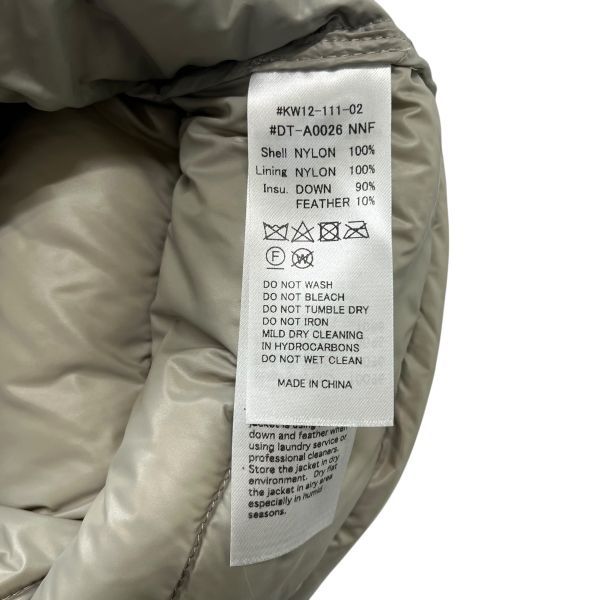 #KW12-111-02
#DT-A0026 NNF
Shell NYLON 100%
Lining NYLON 100%
Insu. DOWN 90%
FEATHER 10%
F W
DO NOT WASH
DO NOT BLEACH
DO NOT TUMBLE DRY
DO NOT IRON
MILD DRY CLEANING
IN HYDROCARBONS
DO NOT WET CLEAN
MADE IN CHINA
jacket is using
down and feather when
using laundry service or
professional cleaners.
Store the jacket in dry
environment. Dry flat
the jacket in airy area
especially in humid
seasons.